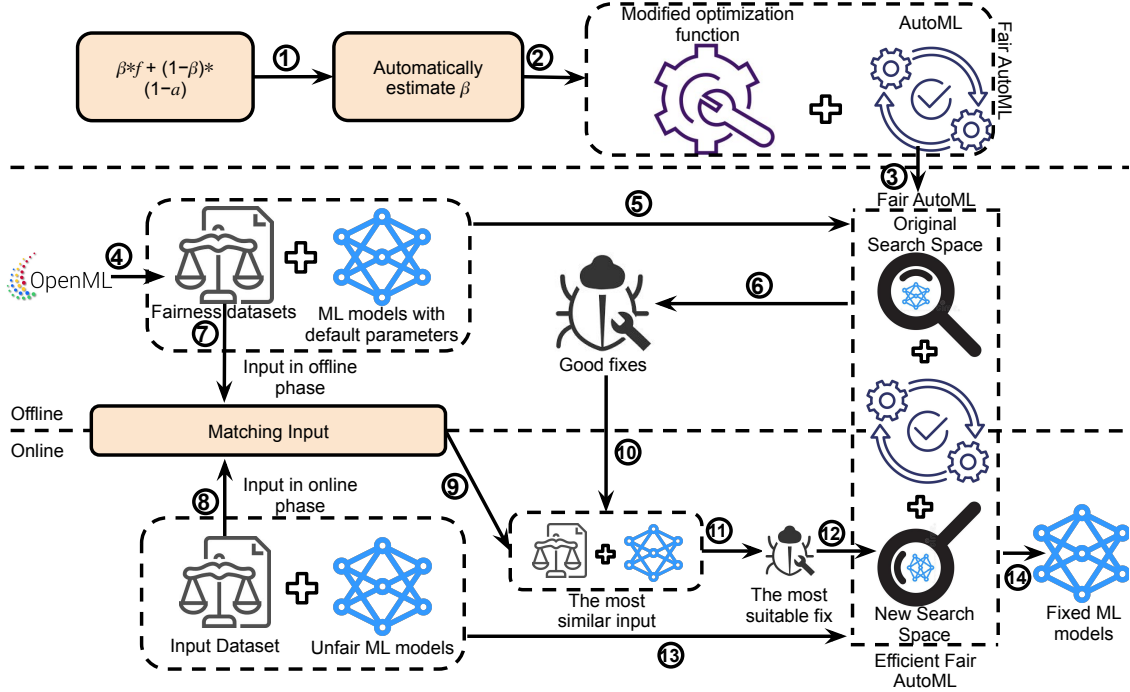 β*f + (1−β)*
(1−a)
①
Automatically
estimate β
②
Modified optimization
function
AutoML
Fair AutoML
③
OpenML
④
Fairness datasets
ML models with
default parameters
⑤
Fair AutoML
Original
Search Space
⑥
Good fixes
⑦
Input in offline
phase
Offline
Matching Input
Online
⑧
Input in online
phase
⑨
⑩
Input Dataset
Unfair ML models
The most
similar input
⑪
The most
suitable fix
⑫
⑬
New Search
Space
Efficient Fair
AutoML
⑭
Fixed ML
models